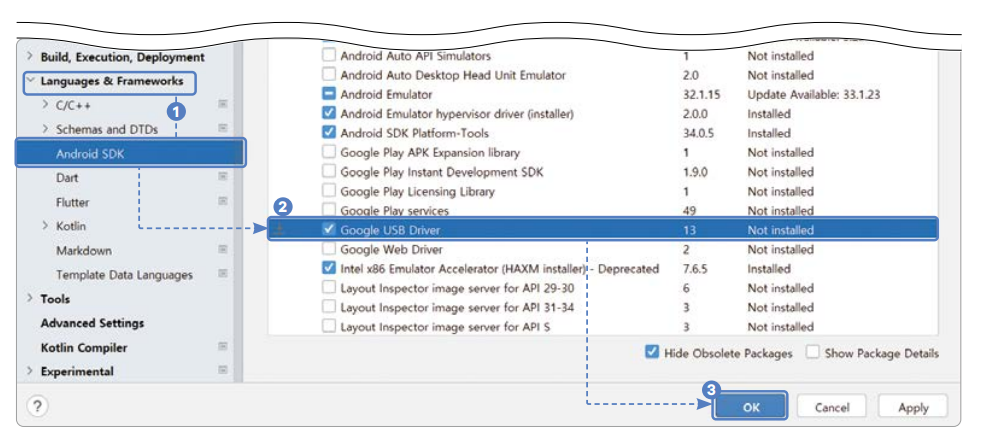 Build, Execution, Deployment
Languages & Frameworks
1
C/C++
Schemas and DTDs
Android SDK
Dart
Flutter
Kotlin
Markdown
Template Data Languages
Tools
Advanced Settings
Kotlin Compiler
Experimental
Android Auto API Simulators 1 Not installed
Android Auto Desktop Head Unit Emulator 2.0 Not installed
Android Emulator 32.1.15 Update Available: 33.1.23
Android Emulator hypervisor driver (installer) 2.0.0 Installed
Android SDK Platform-Tools 34.0.5 Installed
Google Play APK Expansion library 1 Not installed
Google Play Instant Development SDK 1.9.0 Not installed
Google Play Licensing Library 1 Not installed
2
Google Play services 49 Not installed
Google USB Driver 13 Not installed
Google Web Driver 2 Not installed
Intel x86 Emulator Accelerator (HAXM installer) - Deprecated 7.6.5 Installed
Layout Inspector image server for API 29-30 6 Not installed
Layout Inspector image server for API 31-34 3 Not installed
Layout Inspector image server for API S 3 Not installed
Hide Obsolete Packages Show Package Details
3
? OK Cancel Apply